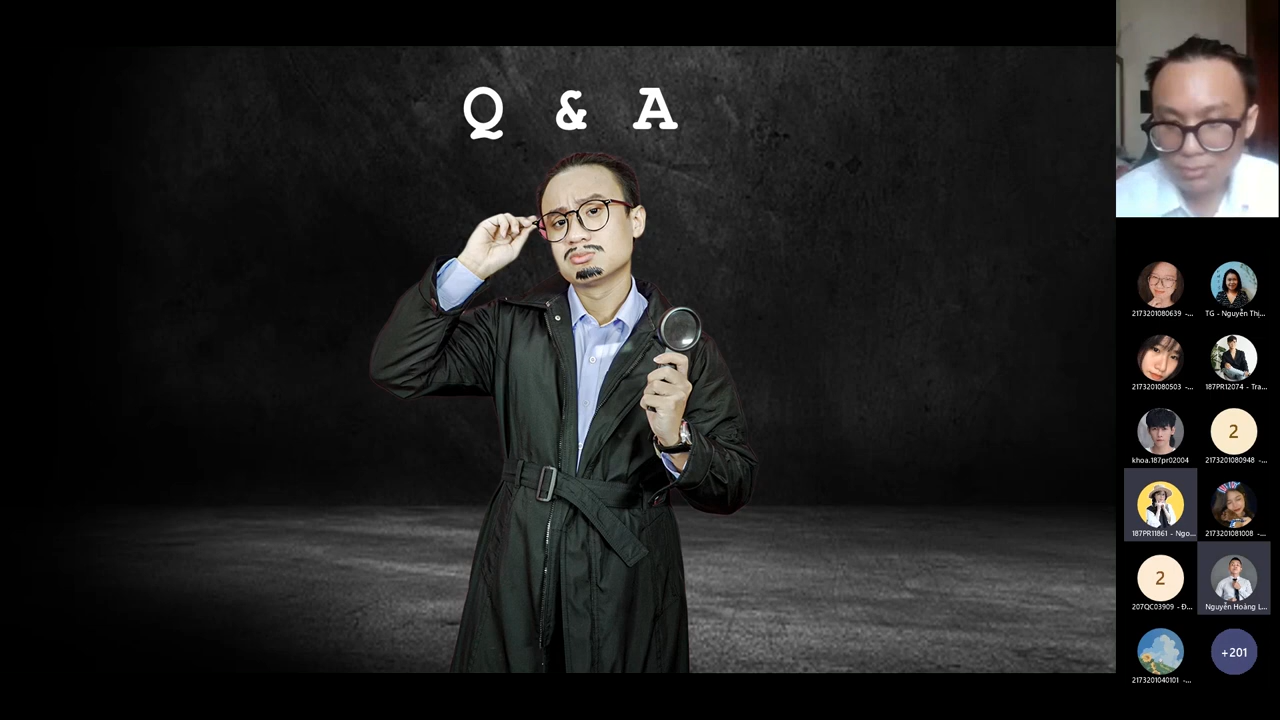 Q & A
2173201080639 -...
TG - Nguyễn Thị...
2173201080503 -...
187PR12074 - Tra...
khoa.187pr02004
2
2173201080948 -...
187PR11861 - Ngo...
2173201081008 -...
2
207QC03909 - Đ...
Nguyễn Hoàng L...
2173201040101 -...
+201